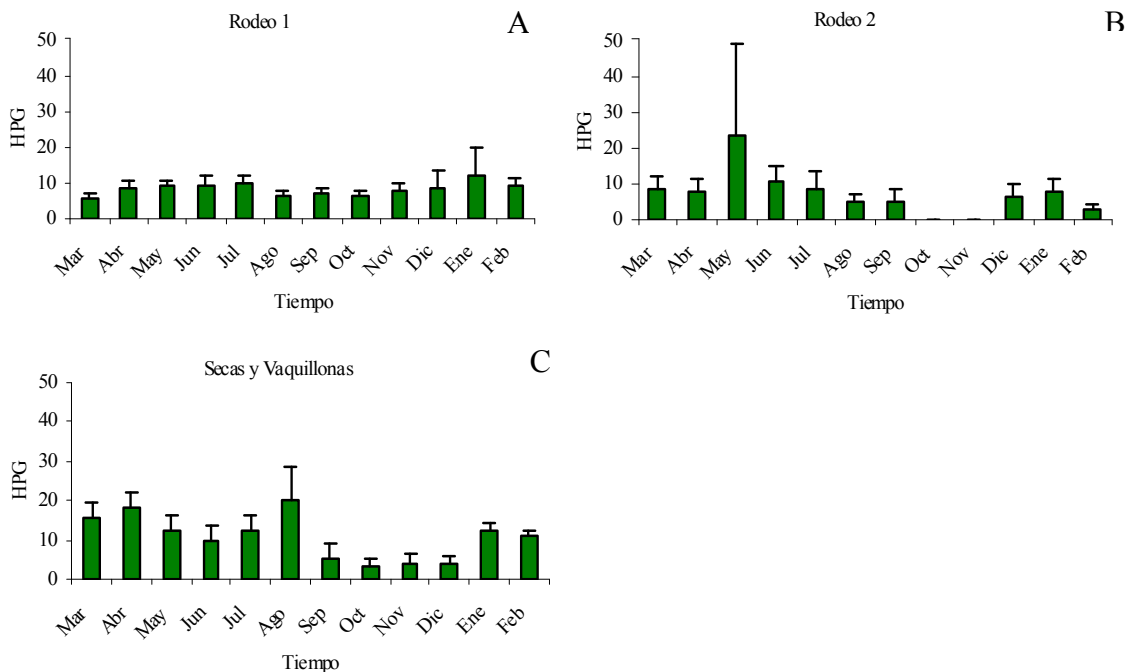 Rodeo 1
A
50
40
30
20
10
0
HPG
Mar Abr May Jun Jul Ago Sep Oct Nov Dic Ene Feb
Tiempo
Rodeo 2
B
50
40
30
20
10
0
HPG
Mar Abr May Jun Jul Ago Sep Oct Nov Dic Ene Feb
Tiempo
Secas y Vaquillonas
C
50
40
30
20
10
0
HPG
Mar Abr May Jun Jul Ago Sep Oct Nov Dic Ene Feb
Tiempo